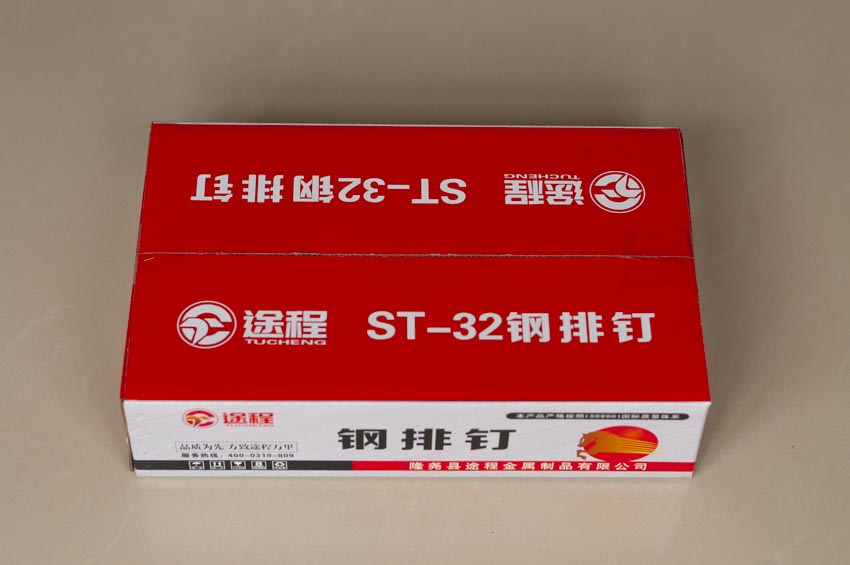 ST-32钢排钉
途程
TUCHENG
途程
TUCHENG
ST-32钢排钉
途程
TUCHENG
钢排钉
本产品严格按照ISO9001国际质量体系
品质为先 方致途程万里
服务热线：400-0319-809
隆尧县途程金属制品有限公司